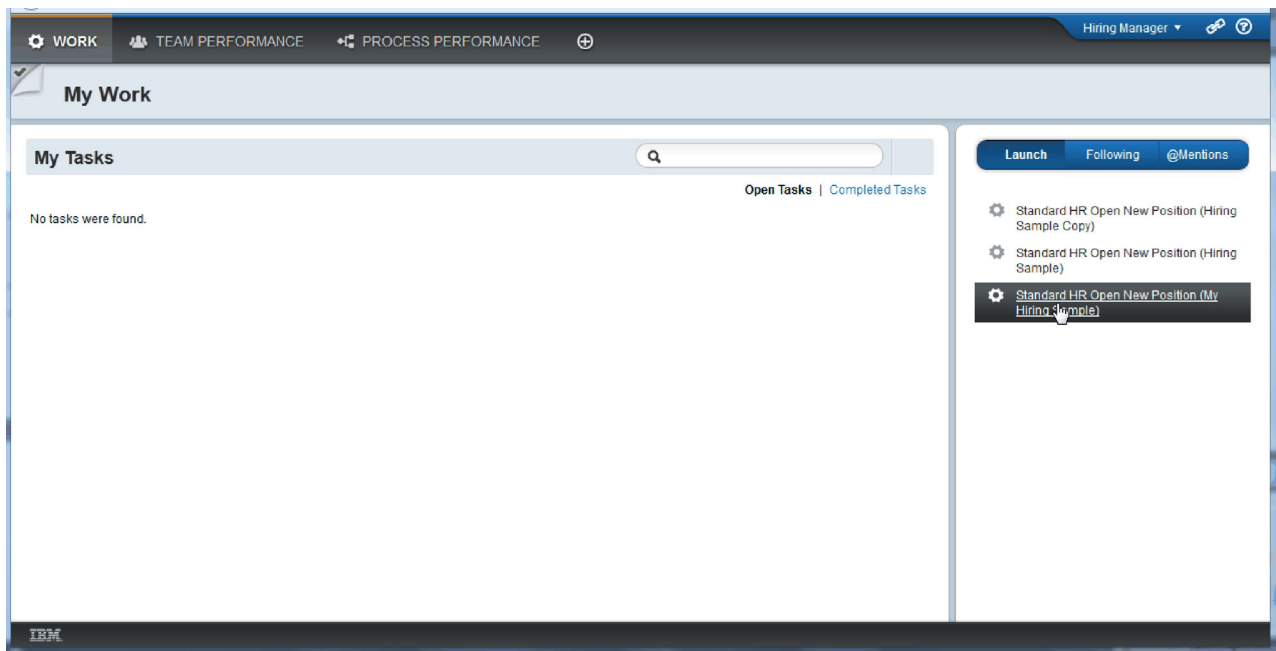 WORK TEAM PERFORMANCE PROCESS PERFORMANCE Hiring Manager
My Work
My Tasks
Launch Following @Mentions
Open Tasks | Completed Tasks
No tasks were found.
Standard HR Open New Position (Hiring
Sample Copy)
Standard HR Open New Position (Hiring
Sample)
Standard HR Open New Position (My
Hiring Sample)
IBM